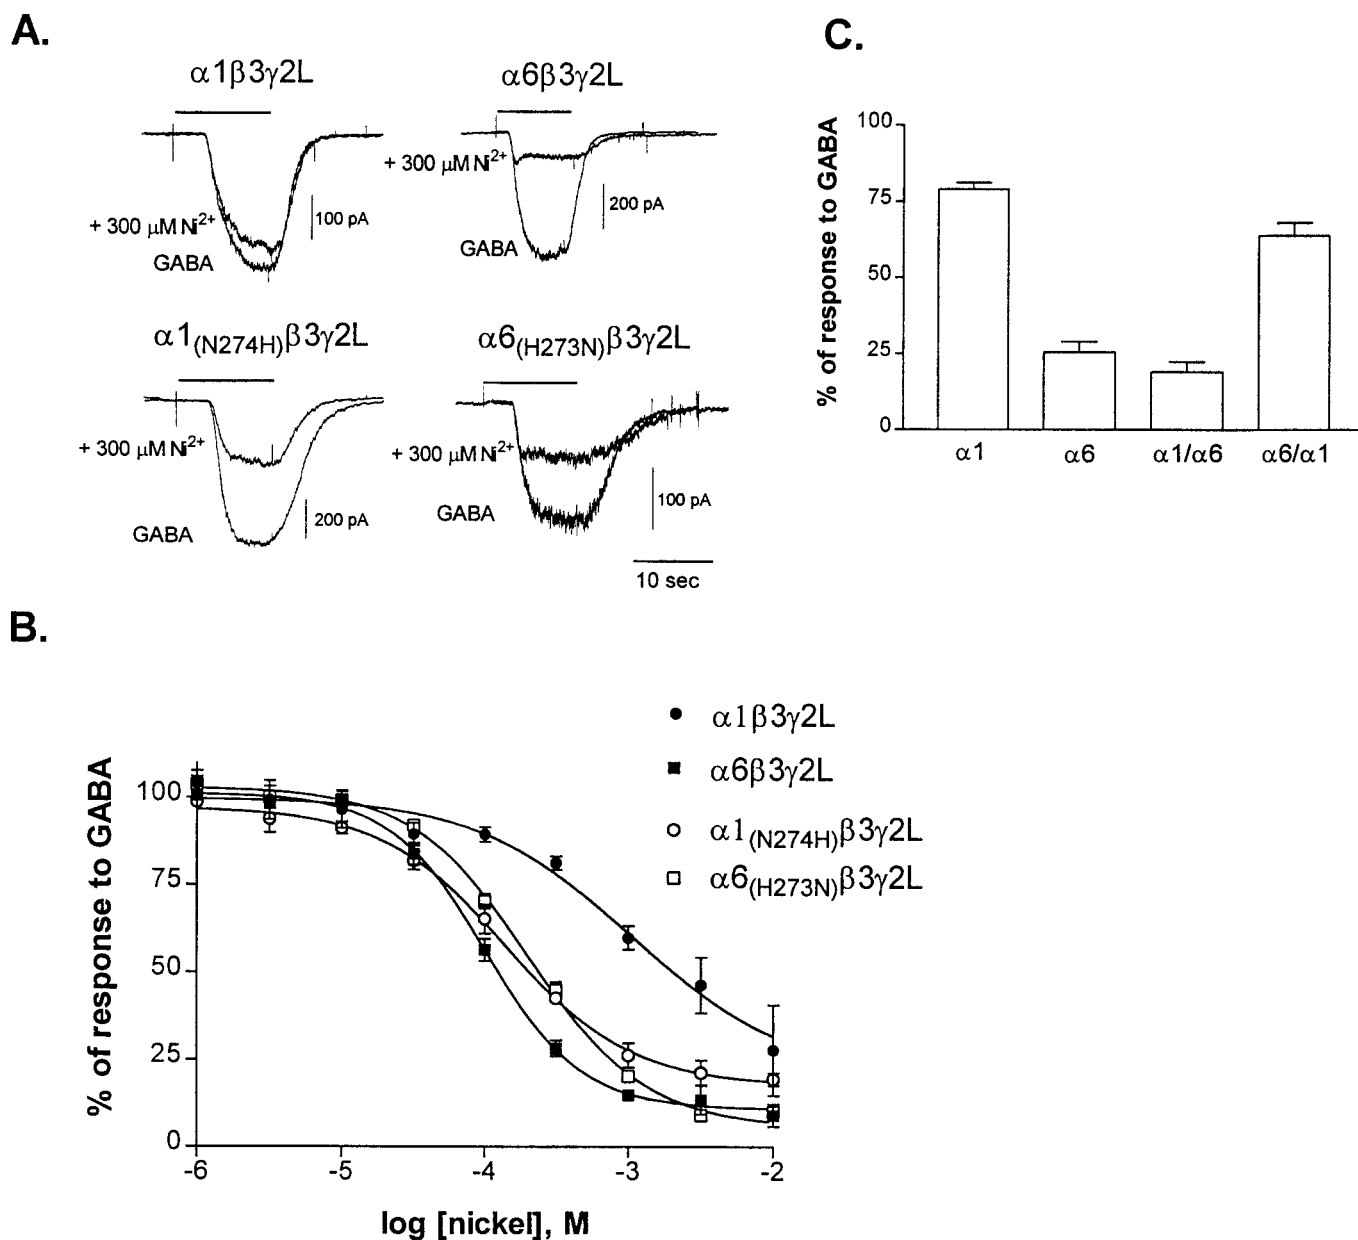 A.
α1β3γ2L
+ 300 μM Ni²⁺
GABA
100 pA
α6β3γ2L
+ 300 μM Ni²⁺
GABA
200 pA
α1(N274H)β3γ2L
+ 300 μM Ni²⁺
GABA
200 pA
α6(H273N)β3γ2L
+ 300 μM Ni²⁺
GABA
100 pA
10 sec
C.
% of response to GABA
100
75
50
25
0
α1 α6 α1/α6 α6/α1
B.
% of response to GABA
100
75
50
25
0
-6 -5 -4 -3 -2
log [nickel], M
α1β3γ2L
α6β3γ2L
α1(N274H)β3γ2L
α6(H273N)β3γ2L